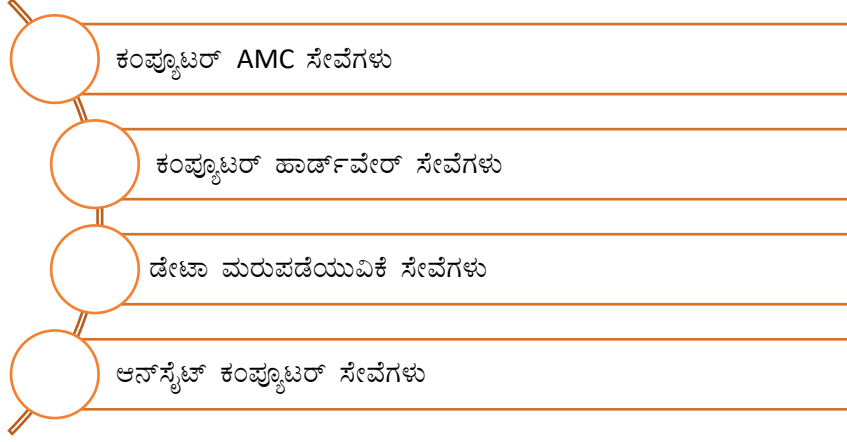 ಕಂಪ್ಯೂಟರ್ AMC ಸೇವೆಗಳು
ಕಂಪ್ಯೂಟರ್ ಹಾರ್ಡ್‌ವೇರ್ ಸೇವೆಗಳು
ಡೇಟಾ ಮರುಪಡೆಯುವಿಕೆ ಸೇವೆಗಳು
ಆನ್‌ಸೈಟ್ ಕಂಪ್ಯೂಟರ್ ಸೇವೆಗಳು